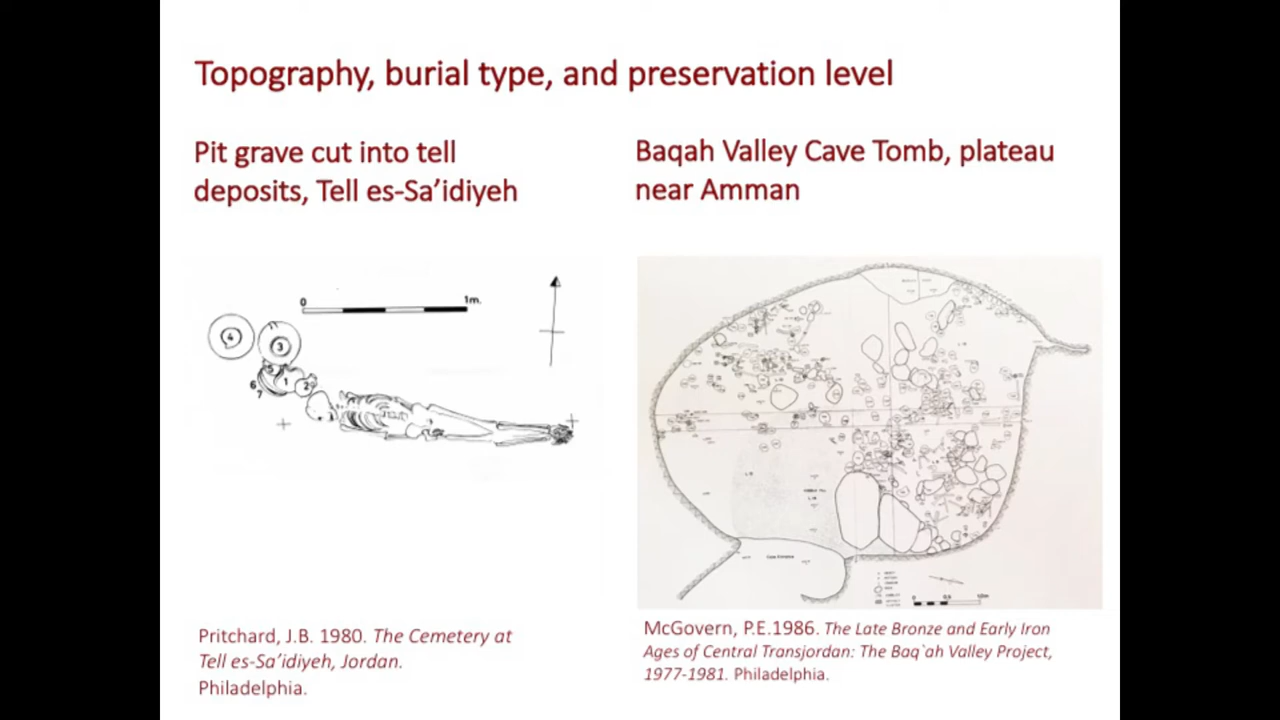 Topography, burial type, and preservation level
Pit grave cut into tell
deposits, Tell es-Sa'idiyeh
Baqah Valley Cave Tomb, plateau
near Amman
0
1m.
4
3
6
1
2
7
Cave Entrance
0
Pritchard, J.B. 1980. The Cemetery at
Tell es-Sa'idiyeh, Jordan.
Philadelphia.
McGovern, P.E.1986. The Late Bronze and Early Iron
Ages of Central Transjordan: The Baq`ah Valley Project,
1977-1981. Philadelphia.